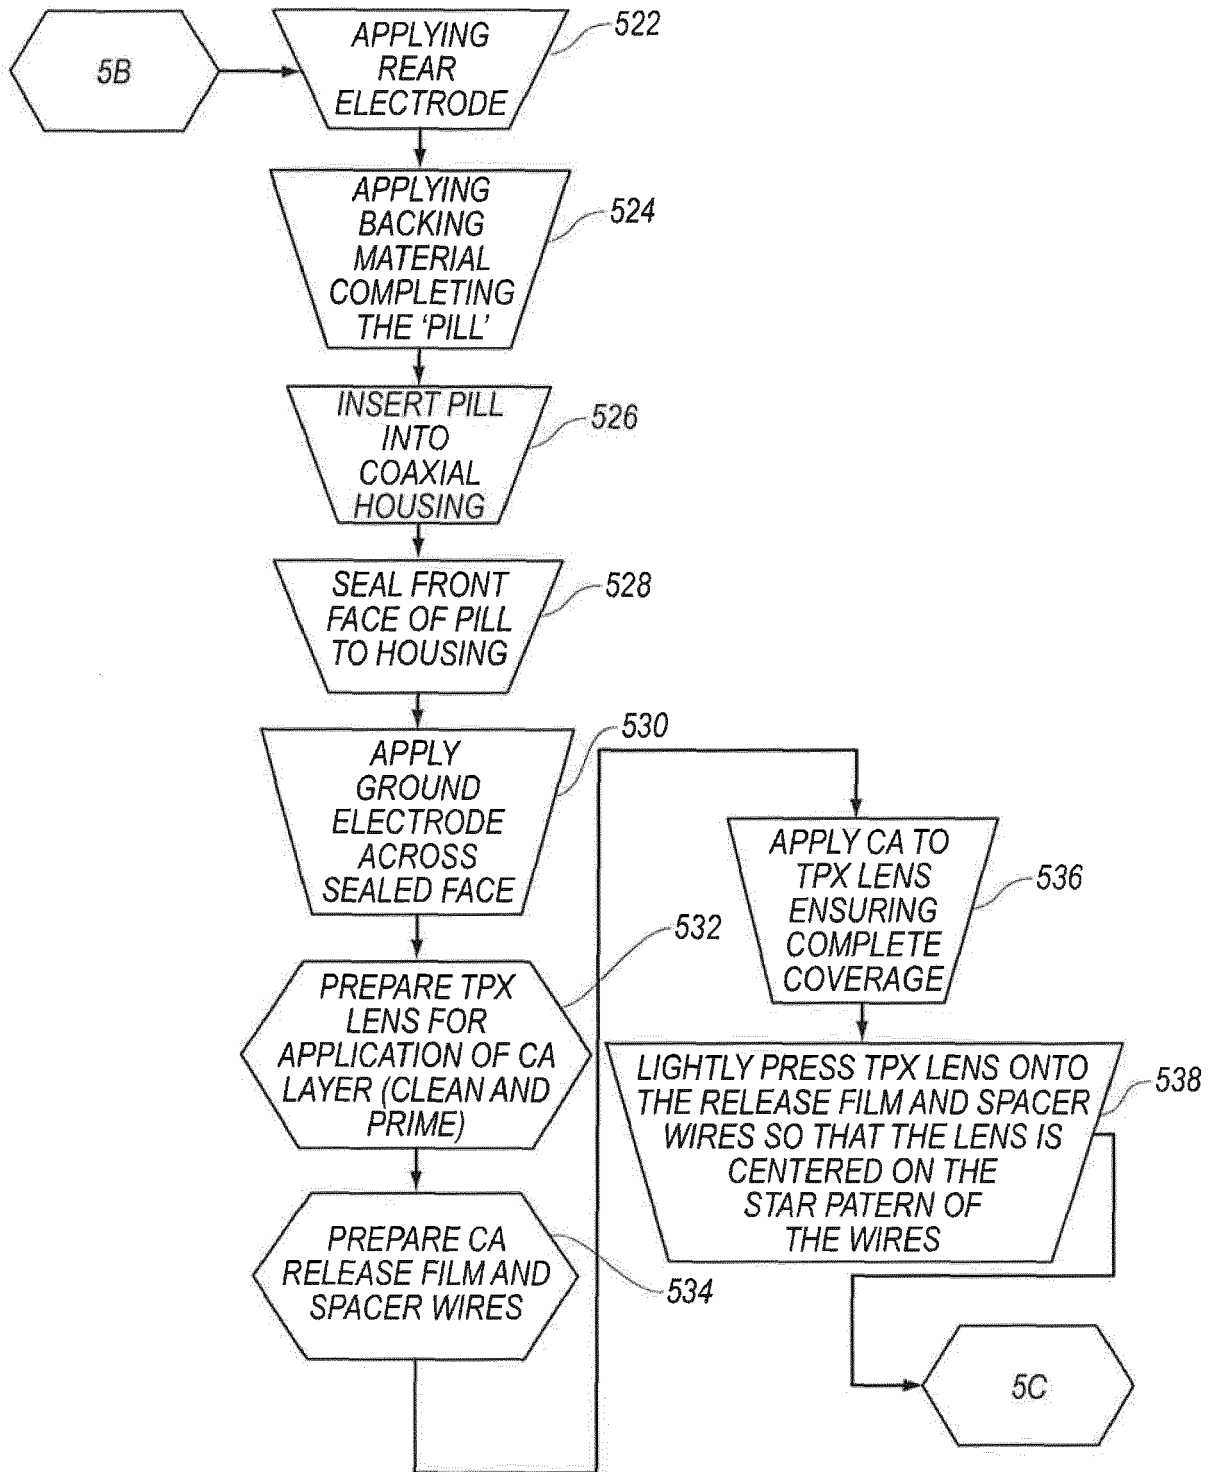 5B
APPLYING
REAR
ELECTRODE
522
APPLYING
BACKING
MATERIAL
COMPLETING
THE ‘PILL’
524
INSERT PILL
INTO
COAXIAL
HOUSING
526
SEAL FRONT
FACE OF PILL
TO HOUSING
528
APPLY
GROUND
ELECTRODE
ACROSS
SEALED FACE
530
PREPARE TPX
LENS FOR
APPLICATION OF CA
LAYER (CLEAN AND
PRIME)
532
PREPARE CA
RELEASE FILM AND
SPACER WIRES
534
APPLY CA TO
TPX LENS
ENSURING
COMPLETE
COVERAGE
536
LIGHTLY PRESS TPX LENS ONTO
THE RELEASE FILM AND SPACER
WIRES SO THAT THE LENS IS
CENTERED ON THE
STAR PATERN OF
THE WIRES
538
5C